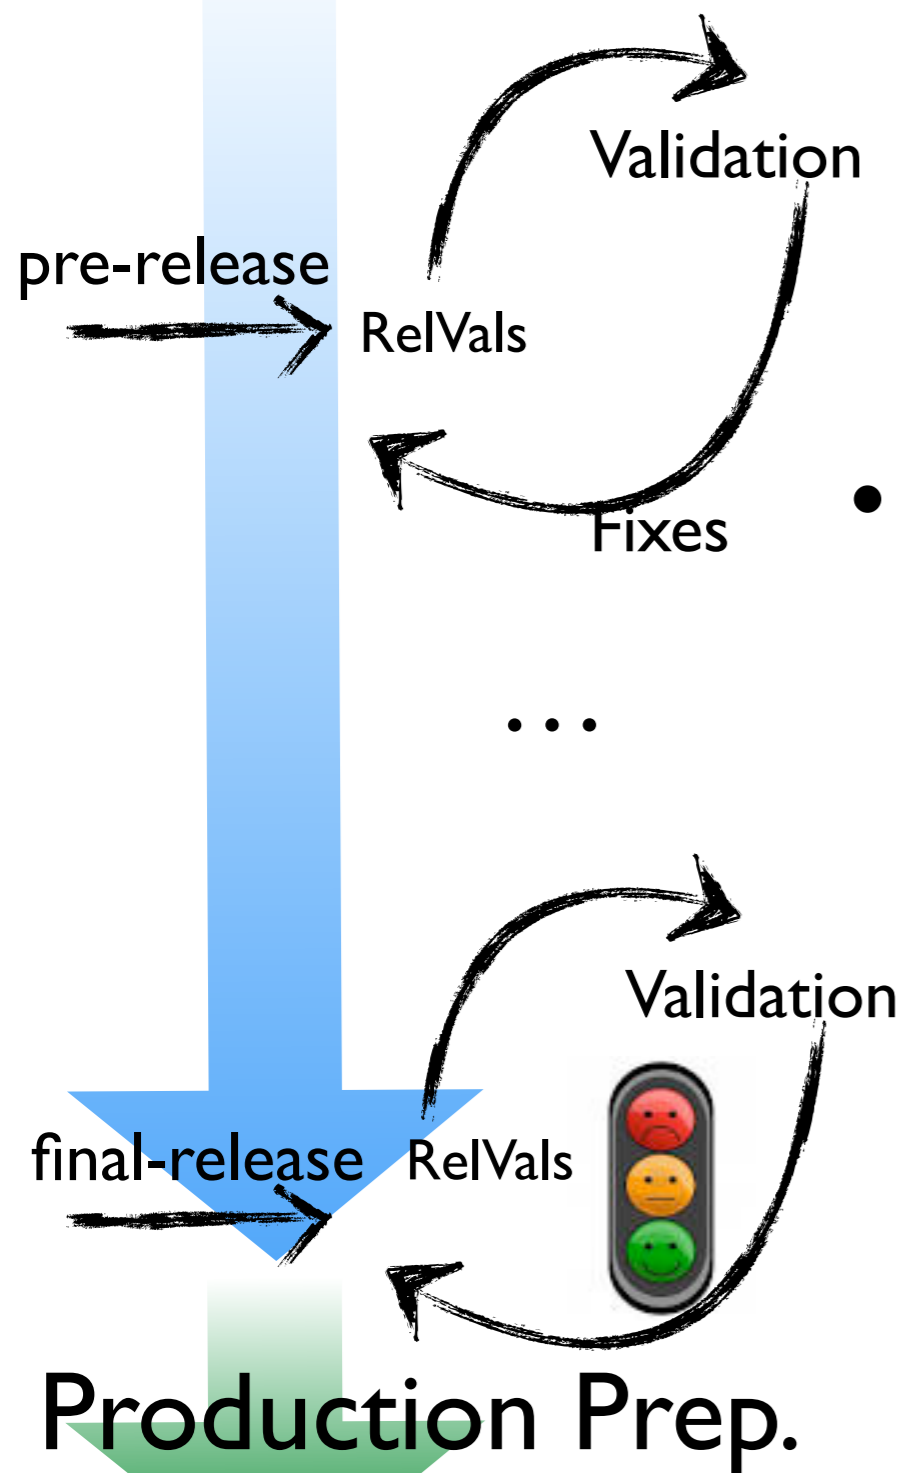 Validation
pre-release
RelVals
Fixes
•
...
Validation
final-release
RelVals
Production Prep.